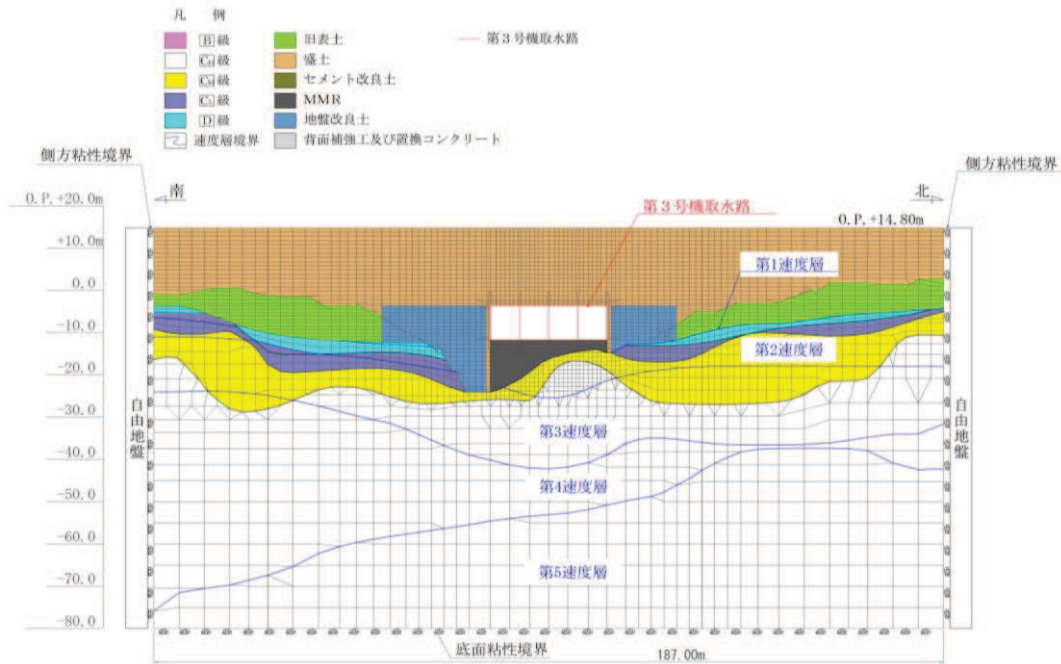 凡　例
B級
CH級
CM級
CL級
D級
速度層境界
旧表土
盛土
セメント改良土
MMR
地盤改良土
背面補強工及び置換コンクリート
第３号機取水路
側方粘性境界
側方粘性境界
O.P. +20.0m
南
北
第３号機取水路
O.P. +14.80m
+10.0m
第1速度層
0.0
-10.0
第2速度層
-20.0
-30.0
自由地盤
自由地盤
第3速度層
-40.0
第4速度層
-50.0
-60.0
第5速度層
-70.0
-80.0
底面粘性境界
187.00m